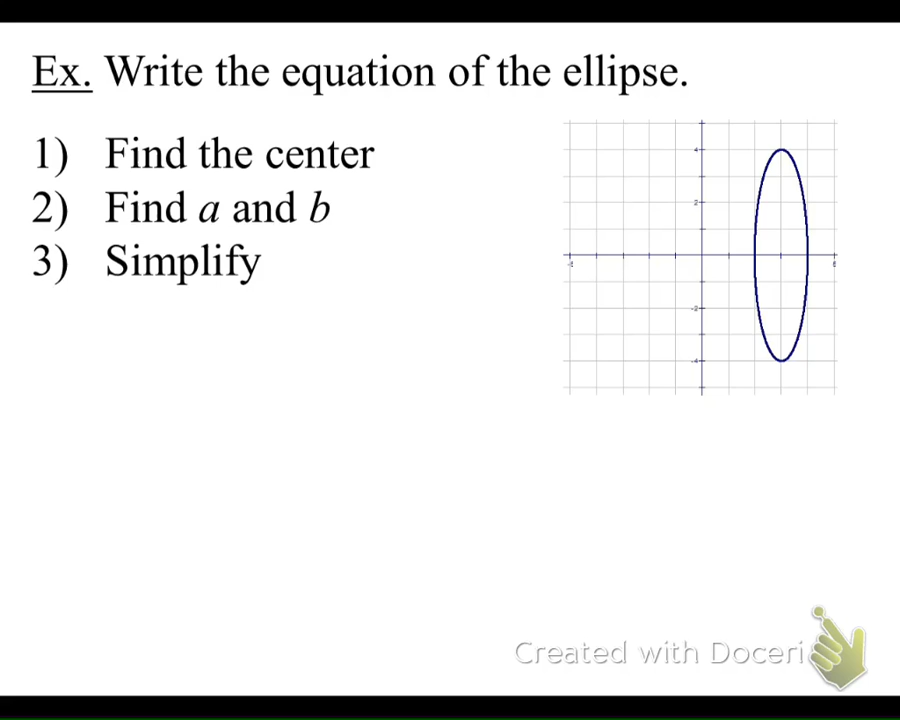 Ex. Write the equation of the ellipse.
1) Find the center
2) Find a and b
3) Simplify
4
2
-2
-4
Created with Doceri